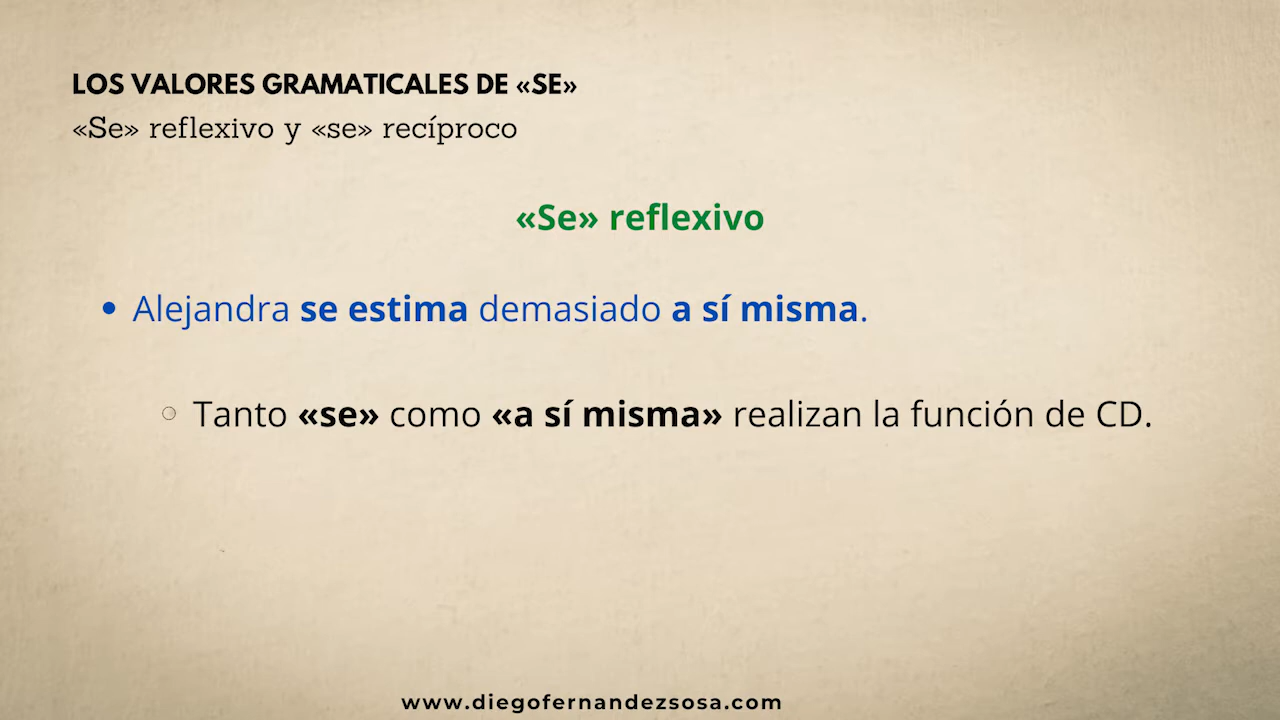 LOS VALORES GRAMATICALES DE «SE»
«Se» reflexivo y «se» recíproco
«Se» reflexivo
• Alejandra se estima demasiado a sí misma.
○ Tanto «se» como «a sí misma» realizan la función de CD.
www.diegofernandezsosa.com